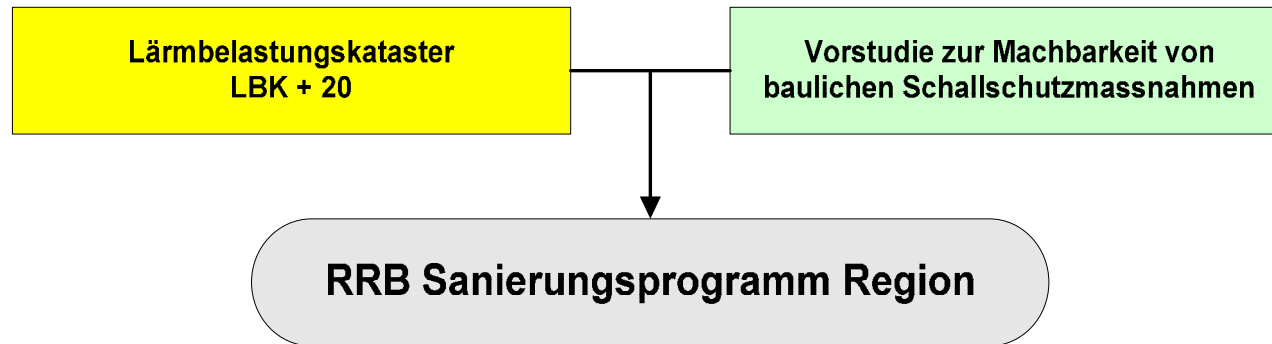 Lärmbelastungskataster
LBK + 20
Vorstudie zur Machbarkeit von
baulichen Schallschutzmassnahmen
RRB Sanierungsprogramm Region